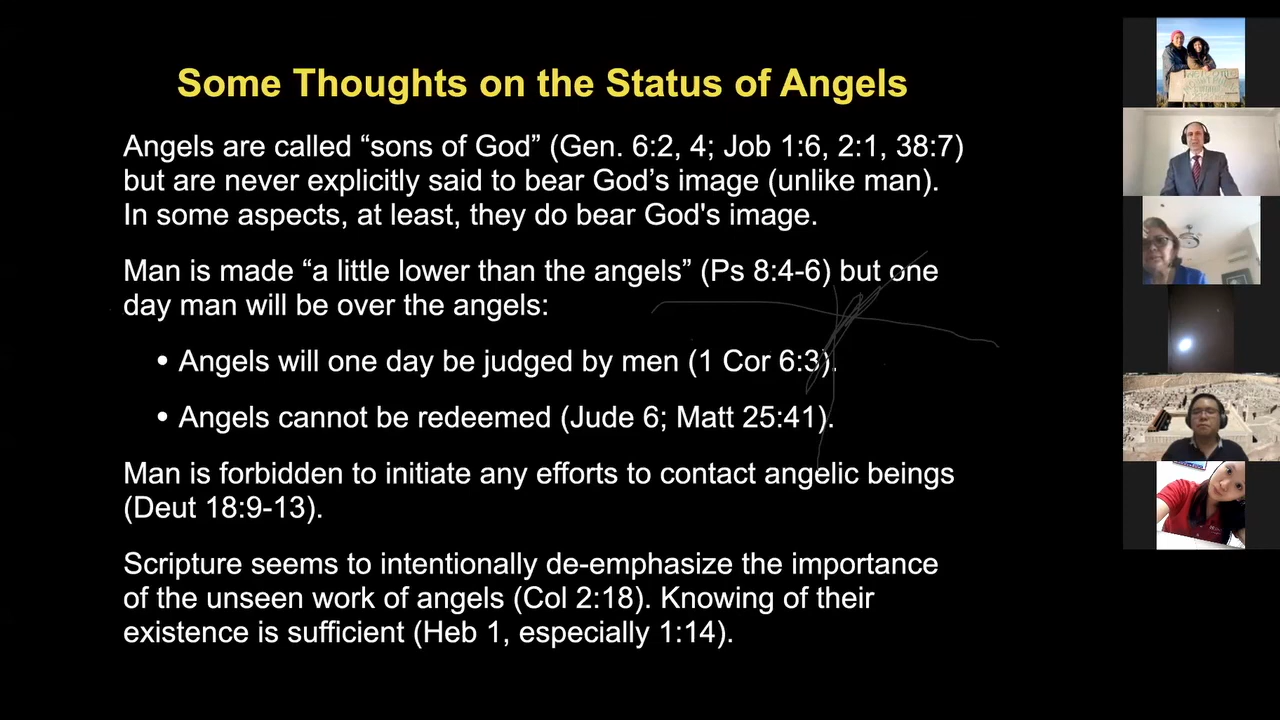 Some Thoughts on the Status of Angels
Angels are called “sons of God” (Gen. 6:2, 4; Job 1:6, 2:1, 38:7)
but are never explicitly said to bear God’s image (unlike man).
In some aspects, at least, they do bear God's image.
Man is made “a little lower than the angels” (Ps 8:4-6) but one
day man will be over the angels:
• Angels will one day be judged by men (1 Cor 6:3).
• Angels cannot be redeemed (Jude 6; Matt 25:41).
Man is forbidden to initiate any efforts to contact angelic beings
(Deut 18:9-13).
Scripture seems to intentionally de-emphasize the importance
of the unseen work of angels (Col 2:18). Knowing of their
existence is sufficient (Heb 1, especially 1:14).